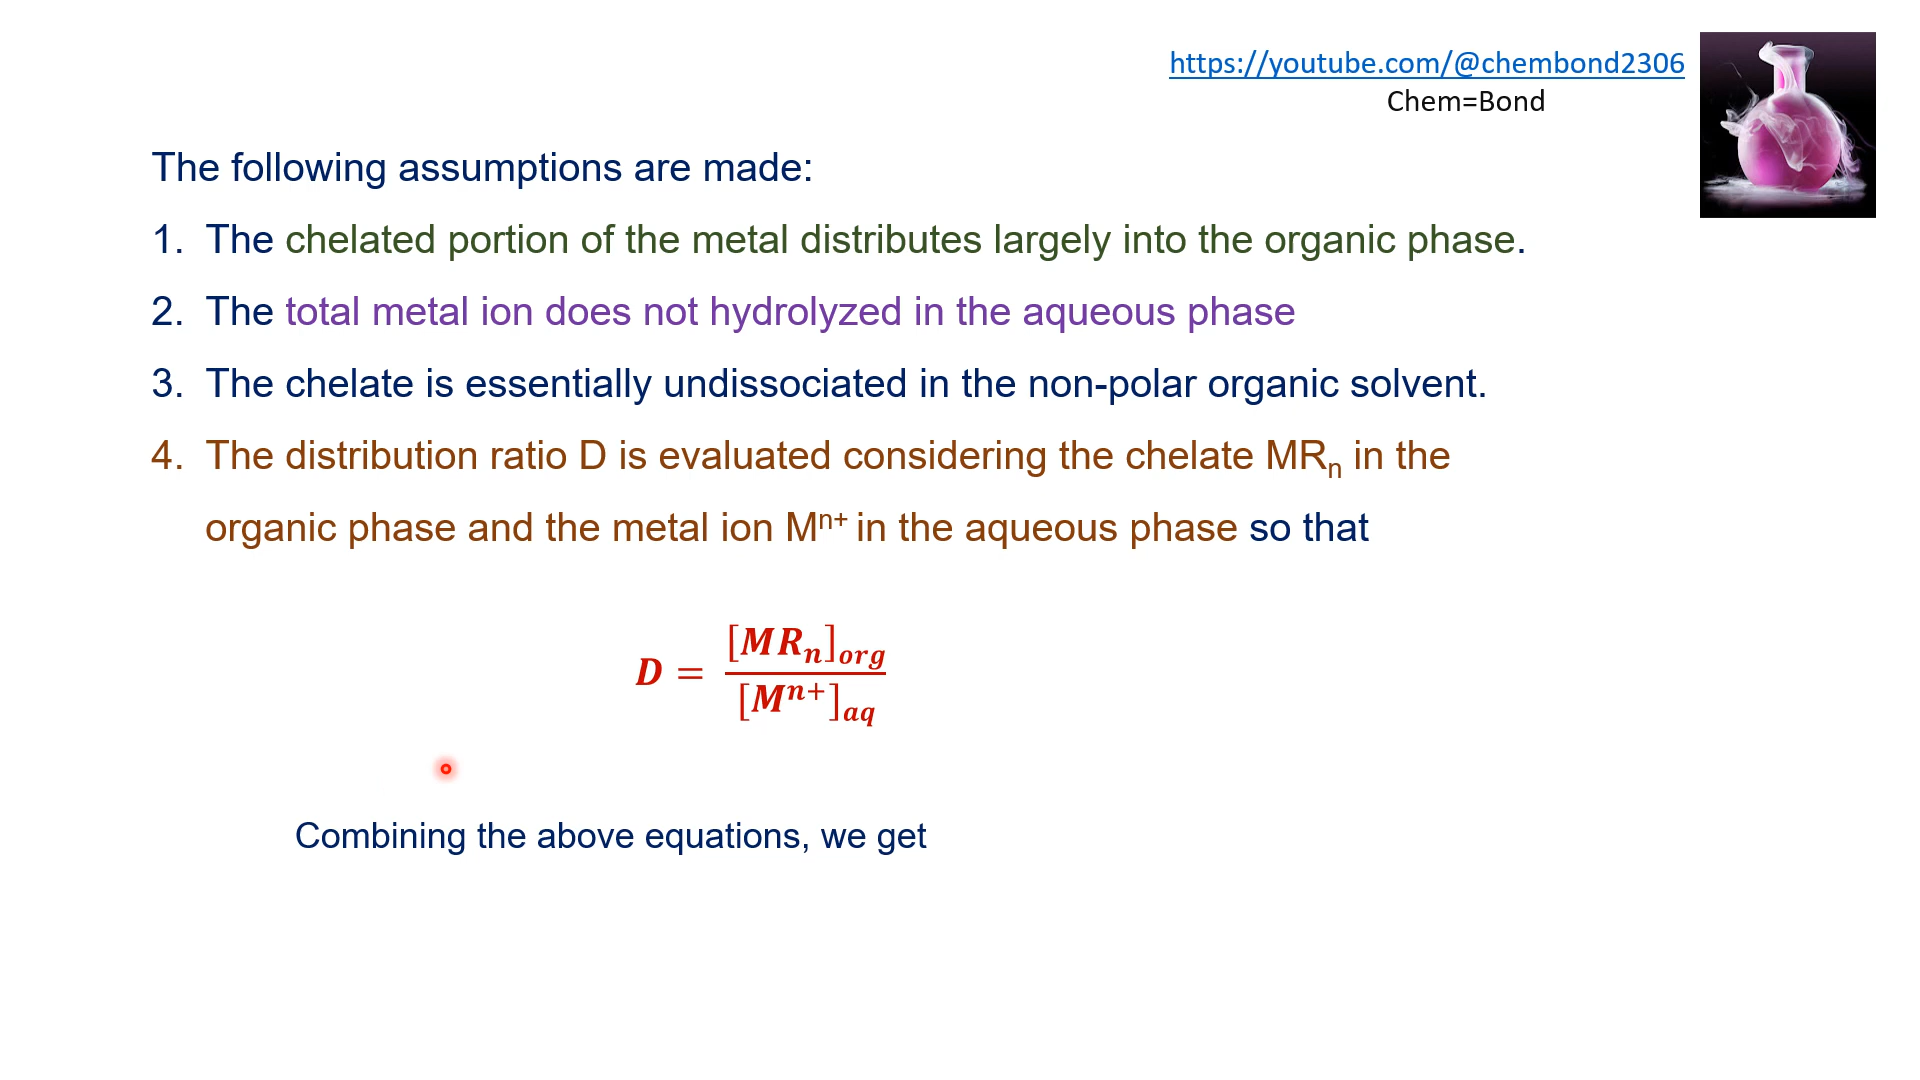 https://youtube.com/@chembond2306
Chem=Bond
The following assumptions are made:
1. The chelated portion of the metal distributes largely into the organic phase.
2. The total metal ion does not hydrolyzed in the aqueous phase
3. The chelate is essentially undissociated in the non-polar organic solvent.
4. The distribution ratio D is evaluated considering the chelate MRₙ in the
organic phase and the metal ion Mⁿ⁺ in the aqueous phase so that
D = [MRₙ]org / [Mⁿ⁺]aq
Combining the above equations, we get